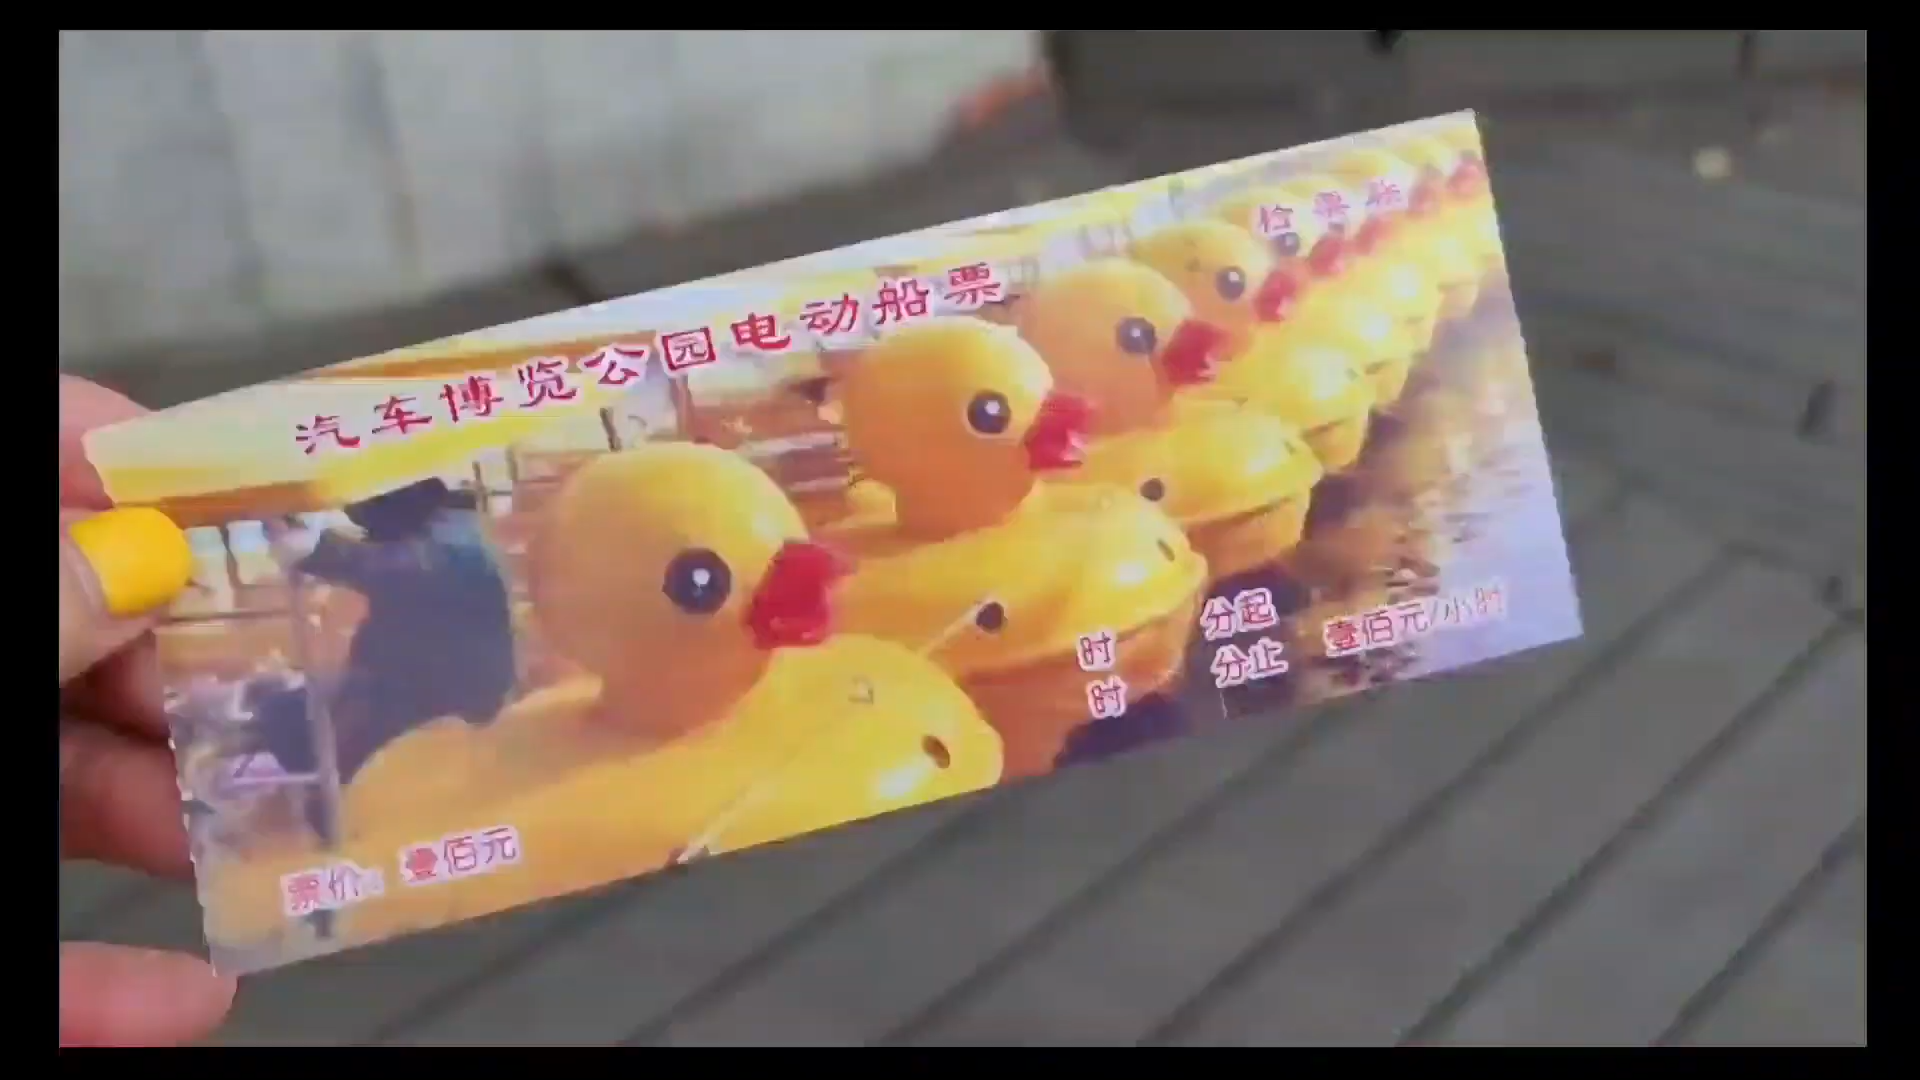 汽车博览公园电动船票
检票联
时 分起
时 分止
壹佰元/小时
票价：壹佰元